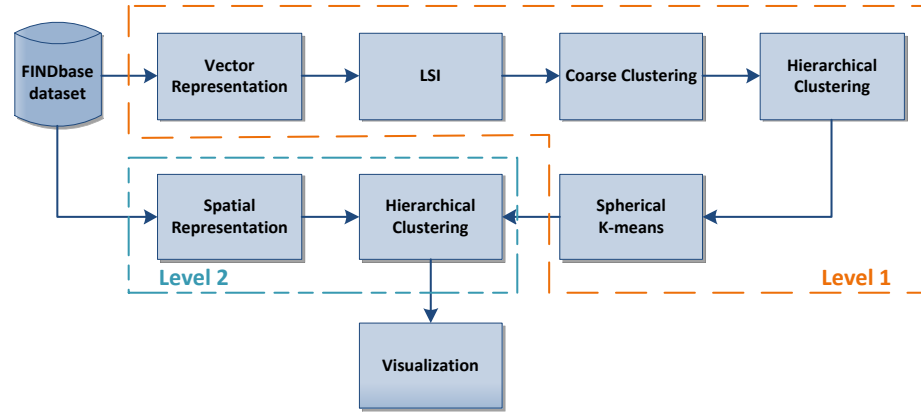 FINDbase
dataset
Vector
Representation
LSI
Coarse Clustering
Hierarchical
Clustering
Spatial
Representation
Hierarchical
Clustering
Spherical
K-means
Level 2
Level 1
Visualization